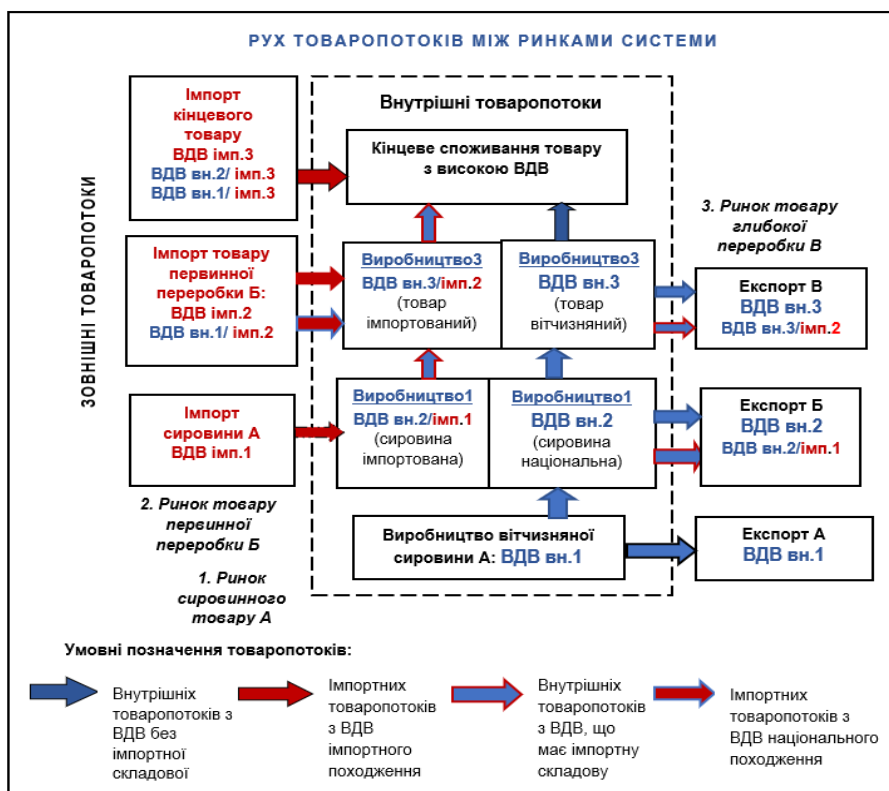 РУХ ТОВАРОПОТОКІВ МІЖ РИНКАМИ СИСТЕМИ
ЗОВНІШНІ ТОВАРОПОТОКИ
Імпорт
кінцевого
товару
ВДВ імп.3
ВДВ вн.2/ імп.3
ВДВ вн.1/ імп.3
Внутрішні товаропотоки
Кінцеве споживання товару
з високою ВДВ
3. Ринок товару
глибокої
переробки В
Імпорт товару
первинної
переробки Б:
ВДВ імп.2
ВДВ вн.1/ імп.2
Виробництво3
ВДВ вн.3/імп.2
(товар
імпортований)
Виробництво3
ВДВ вн.3
(товар
вітчизняний)
Експорт В
ВДВ вн.3
ВДВ вн.3/імп.2
Імпорт
сировини А
ВДВ імп.1
Виробництво1
ВДВ вн.2/імп.1
(сировина
імпортована)
Виробництво1
ВДВ вн.2
(сировина
національна)
Експорт Б
ВДВ вн.2
ВДВ вн.2/імп.1
2. Ринок товару
первинної
переробки Б
Виробництво вітчизняної
сировини А: ВДВ вн.1
Експорт А
ВДВ вн.1
1. Ринок
сировинного
товару А
Умовні позначення товаропотоків:
Внутрішніх
товаропотоків з
ВДВ без
імпортної
складової
Імпортних
товаропотоків
з ВДВ
імпортного
походження
Внутрішніх
товаропотоків
з ВДВ, що
має імпортну
складову
Імпортних
товаропотоків з
ВДВ національного
походження